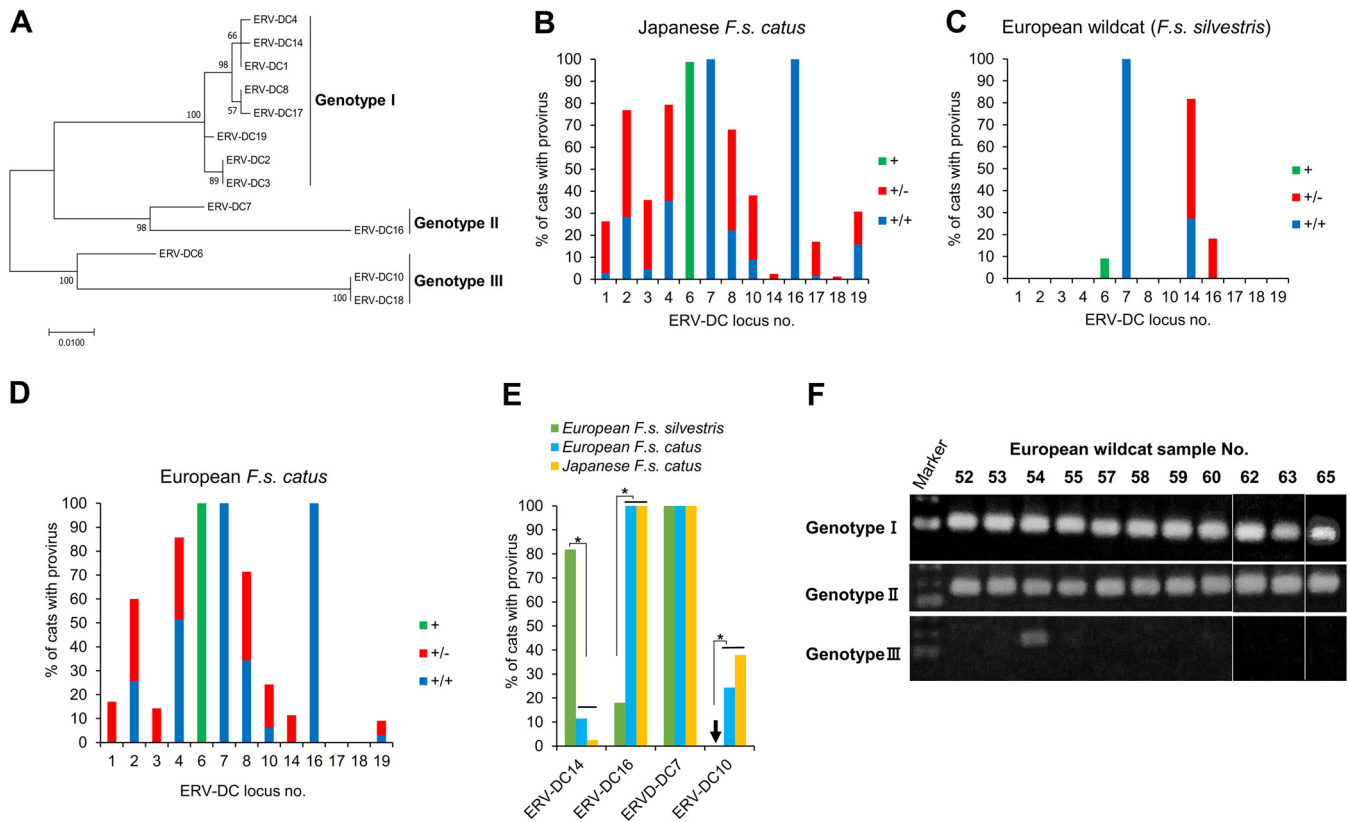 A
ERV-DC4
66
ERV-DC14
98
ERV-DC1
ERV-DC8
57
ERV-DC17
Genotype I
100
ERV-DC19
ERV-DC2
89
ERV-DC3
ERV-DC7
98
ERV-DC16
Genotype II
ERV-DC6
100
ERV-DC10
100
ERV-DC18
Genotype III
0.0100
B
Japanese F.s. catus
% of cats with provirus
100
90
80
70
60
50
40
30
20
10
0
1 2 3 4 6 7 8 10 14 16 17 18 19
ERV-DC locus no.
+
+/-
+/+
C
European wildcat (F.s. silvestris)
% of cats with provirus
100
90
80
70
60
50
40
30
20
10
0
1 2 3 4 6 7 8 10 14 16 17 18 19
ERV-DC locus no.
+
+/-
+/+
D
European F.s. catus
% of cats with provirus
100
90
80
70
60
50
40
30
20
10
0
1 2 3 4 6 7 8 10 14 16 17 18 19
ERV-DC locus no.
+
+/-
+/+
E
European F.s. silvestris
European F.s. catus
Japanese F.s. catus
% of cats with provirus
100
90
80
70
60
50
40
30
20
10
0
*
*
*
ERV-DC14
ERV-DC16
ERVD-DC7
ERV-DC10
F
European wildcat sample No.
Marker
52 53 54 55 57 58 59 60 62 63 65
Genotype I
Genotype II
Genotype III